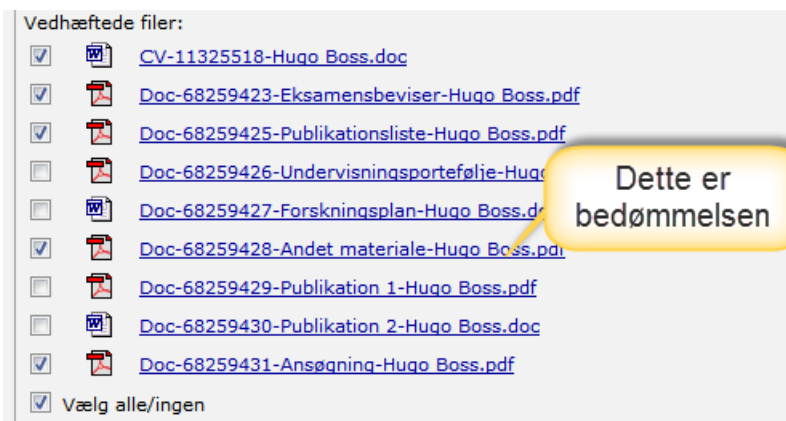 Vedhæftede filer:
CV-11325518-Hugo Boss.doc
Doc-68259423-Eksamensbeviser-Hugo Boss.pdf
Doc-68259425-Publikationsliste-Hugo Boss.pdf
Doc-68259426-Undervisningsportefølje-Hugo
Doc-68259427-Forskningsplan-Hugo Boss.d
Doc-68259428-Andet materiale-Hugo Boss.pdf
Doc-68259429-Publikation 1-Hugo Boss.pdf
Doc-68259430-Publikation 2-Hugo Boss.doc
Doc-68259431-Ansøgning-Hugo Boss.pdf
Vælg alle/ingen
Dette er
bedømmelsen